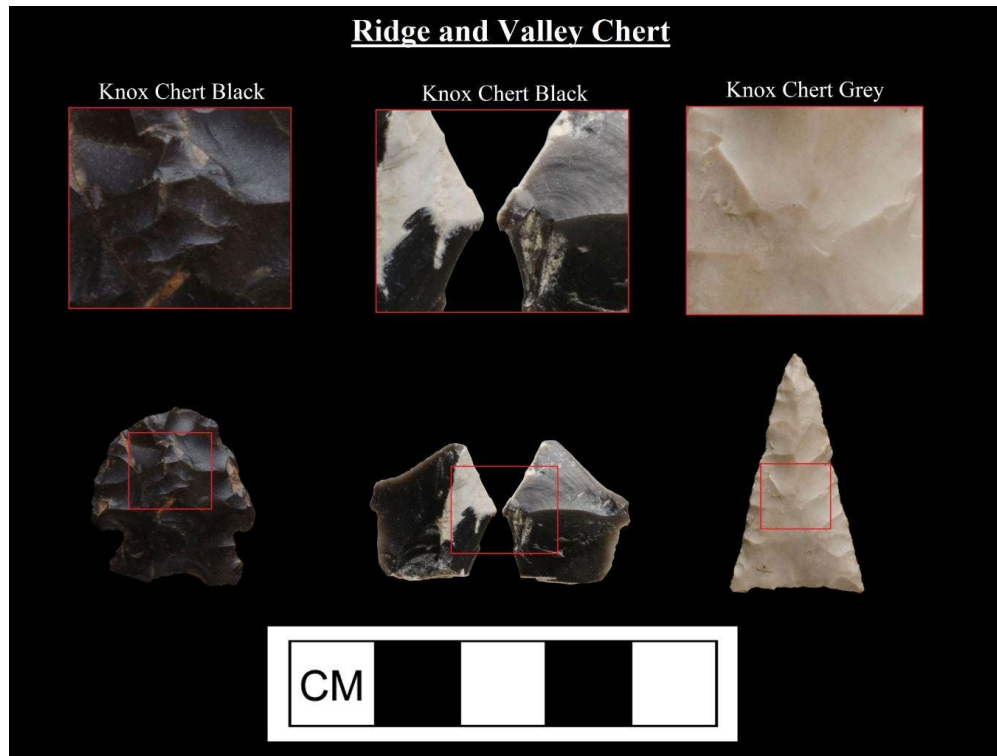 Ridge and Valley Chert
Knox Chert Black
Knox Chert Black
Knox Chert Grey
CM